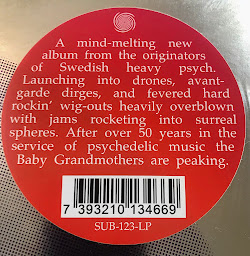 A mind-melting new
album from the originators
of Swedish heavy psych.
Launching into drones, avant-
garde dirges, and fevered hard
rockin' wig-outs heavily overblown
with jams rocketing into surreal
spheres. After over 50 years in the
service of psychedelic music the
Baby Grandmothers are peaking.
7 393210 134669
SUB-123-LP